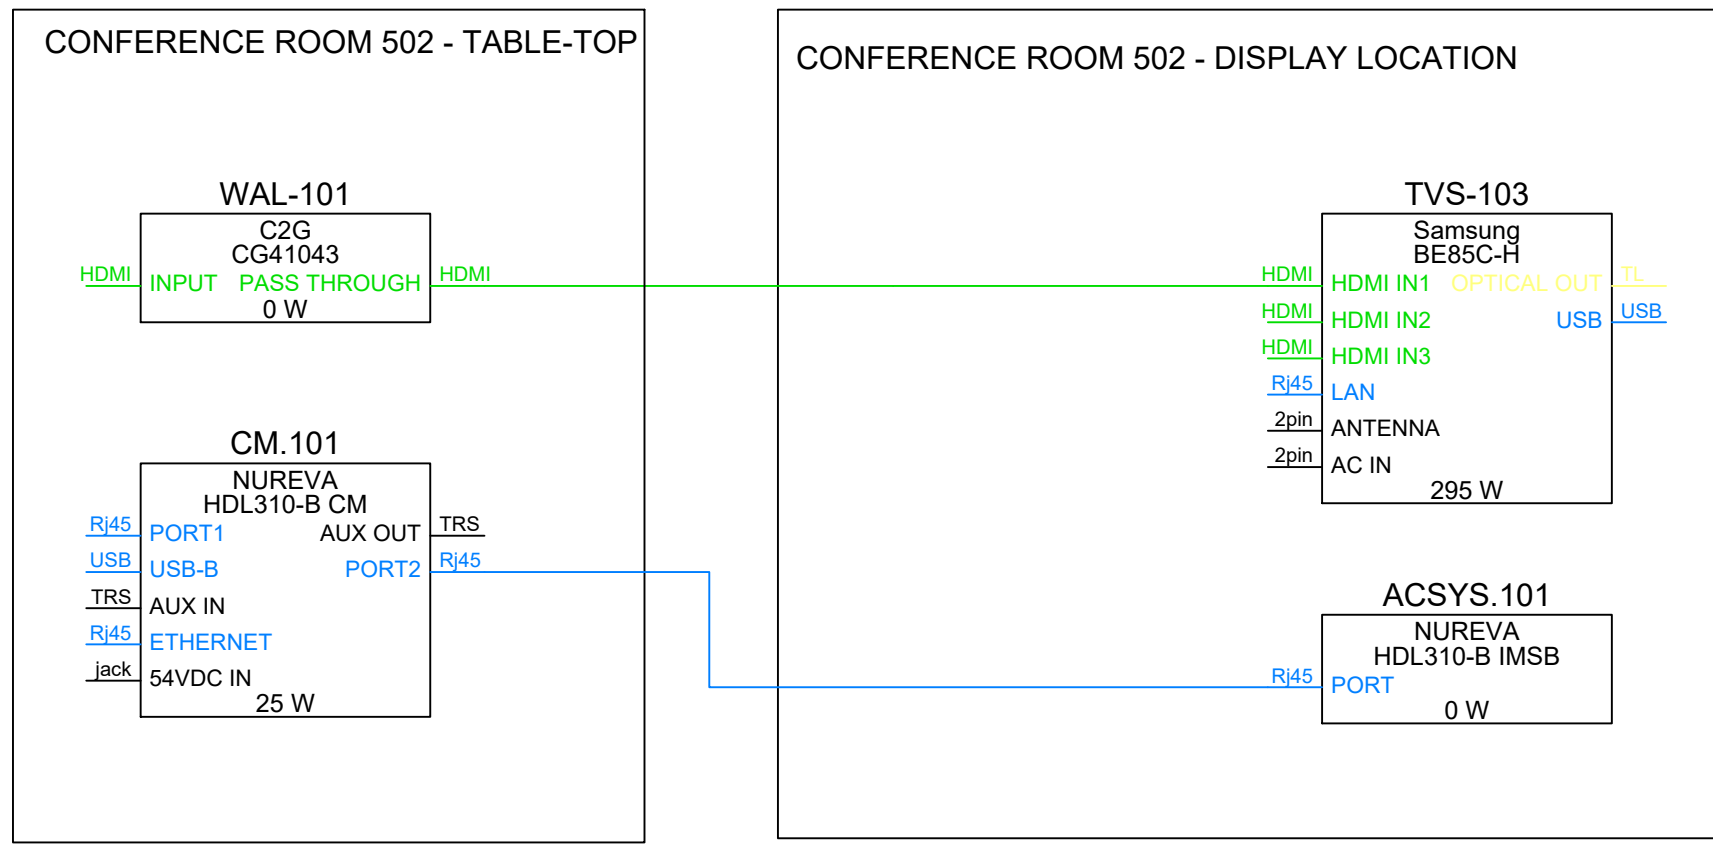 CONFERENCE ROOM 502 - TABLE-TOP
WAL-101
C2G
CG41043
HDMI INPUT PASS THROUGH HDMI
0 W
CM.101
NUREVA
HDL310-B CM
Rj45 PORT1 AUX OUT TRS
USB USB-B PORT2 Rj45
TRS AUX IN
Rj45 ETHERNET
jack 54VDC IN
25 W
CONFERENCE ROOM 502 - DISPLAY LOCATION
TVS-103
Samsung
BE85C-H
HDMI HDMI IN1 OPTICAL OUT TL
HDMI HDMI IN2 USB USB
HDMI HDMI IN3
Rj45 LAN
2pin ANTENNA
2pin AC IN
295 W
ACSYS.101
NUREVA
HDL310-B IMSB
Rj45 PORT
0 W